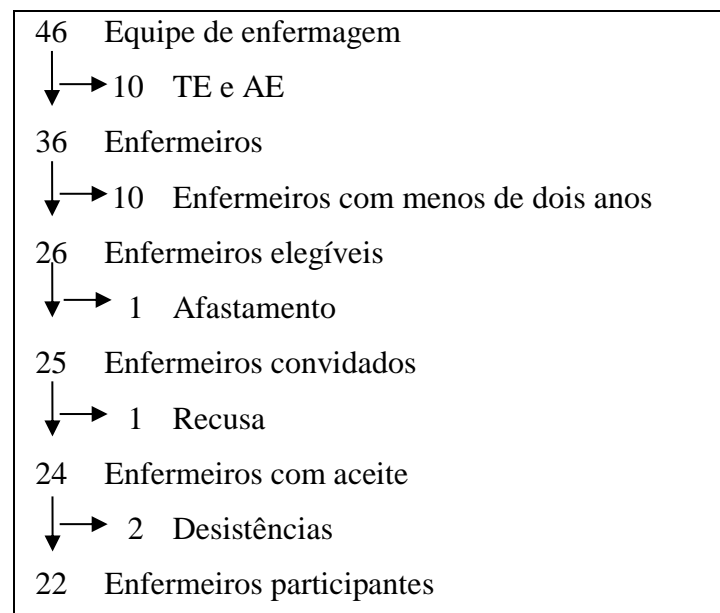 46 Equipe de enfermagem
10 TE e AE
36 Enfermeiros
10 Enfermeiros com menos de dois anos
26 Enfermeiros elegíveis
1 Afastamento
25 Enfermeiros convidados
1 Recusa
24 Enfermeiros com aceite
2 Desistências
22 Enfermeiros participantes